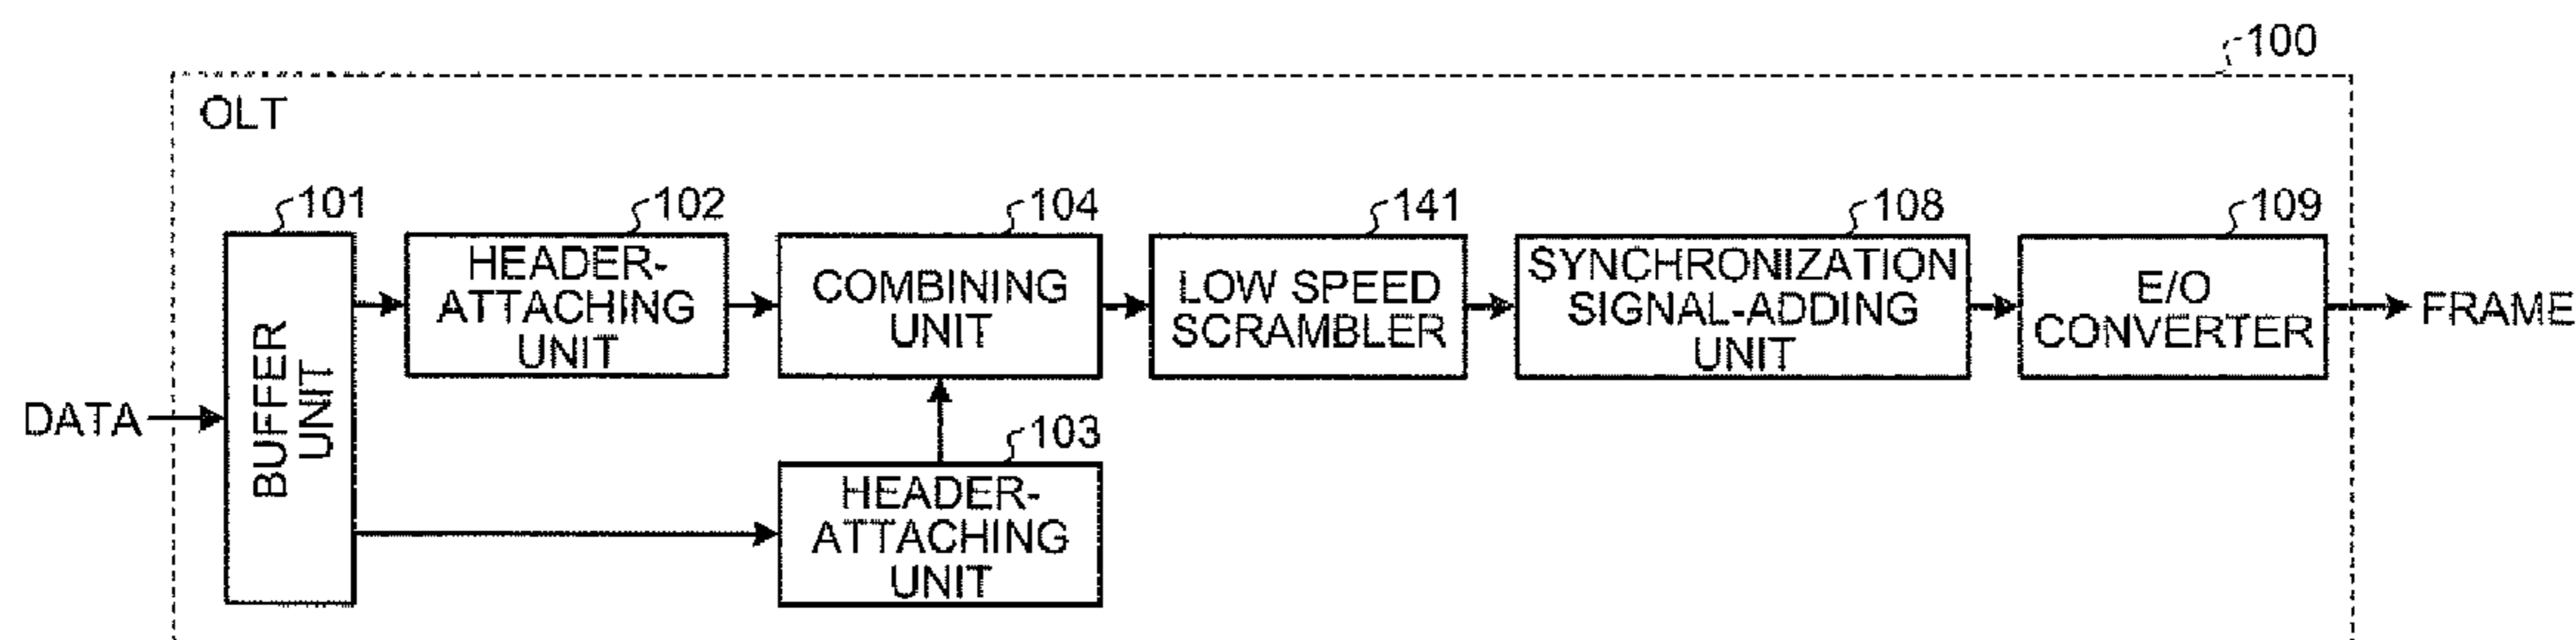 100
OLT
101
102
104
141
108
109
HEADER-
ATTACHING
UNIT
COMBINING
UNIT
LOW SPEED
SCRAMBLER
SYNCHRONIZATION
SIGNAL-ADDING
UNIT
E/O
CONVERTER
FRAME
DATA
BUFFER
UNIT
103
HEADER-
ATTACHING
UNIT